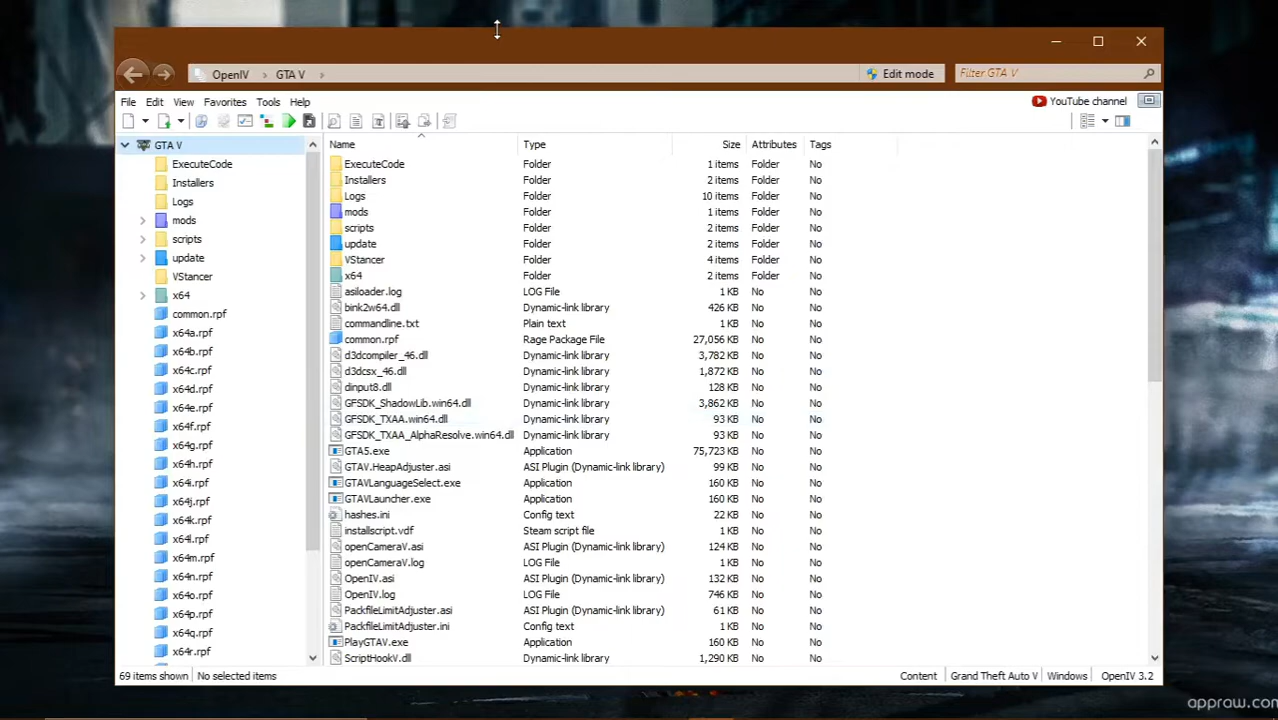 OpenIV GTA V Edit mode Filter GTA V
File Edit View Favorites Tools Help YouTube channel
GTA V
ExecuteCode
Installers
Logs
mods
scripts
update
VStancer
x64
common.rpf
x64a.rpf
x64b.rpf
x64c.rpf
x64d.rpf
x64e.rpf
x64f.rpf
x64g.rpf
x64h.rpf
x64i.rpf
x64j.rpf
x64k.rpf
x64l.rpf
x64m.rpf
x64n.rpf
x64o.rpf
x64p.rpf
x64q.rpf
x64r.rpf
Name Type Size Attributes Tags
ExecuteCode Folder 1 items Folder No
Installers Folder 2 items Folder No
Logs Folder 10 items Folder No
mods Folder 1 items Folder No
scripts Folder 2 items Folder No
update Folder 2 items Folder No
VStancer Folder 4 items Folder No
x64 Folder 2 items Folder No
asiloader.log LOG File 1 KB No No
bink2w64.dll Dynamic-link library 426 KB No No
commandline.txt Plain text 1 KB No No
common.rpf Rage Package File 27,056 KB No No
d3dcompiler_46.dll Dynamic-link library 3,782 KB No No
d3dcsx_46.dll Dynamic-link library 1,872 KB No No
dinput8.dll Dynamic-link library 128 KB No No
GFSDK_ShadowLib.win64.dll Dynamic-link library 3,862 KB No No
GFSDK_TXAA.win64.dll Dynamic-link library 93 KB No No
GFSDK_TXAA_AlphaResolve.win64.dll Dynamic-link library 93 KB No No
GTA5.exe Application 75,723 KB No No
GTAV.HeapAdjuster.asi ASI Plugin (Dynamic-link library) 99 KB No No
GTAVLanguageSelect.exe Application 160 KB No No
GTAVLauncher.exe Application 160 KB No No
hashes.ini Config text 22 KB No No
installscript.vdf Steam script file 1 KB No No
openCameraV.asi ASI Plugin (Dynamic-link library) 124 KB No No
openCameraV.log LOG File 1 KB No No
OpenIV.asi ASI Plugin (Dynamic-link library) 132 KB No No
OpenIV.log LOG File 746 KB No No
PackfileLimitAdjuster.asi ASI Plugin (Dynamic-link library) 61 KB No No
PackfileLimitAdjuster.ini Config text 1 KB No No
PlayGTAV.exe Application 160 KB No No
ScriptHookV.dll Dynamic-link library 1,290 KB No No
69 items shown No selected items Content Grand Theft Auto V Windows OpenIV 3.2
appraw.com